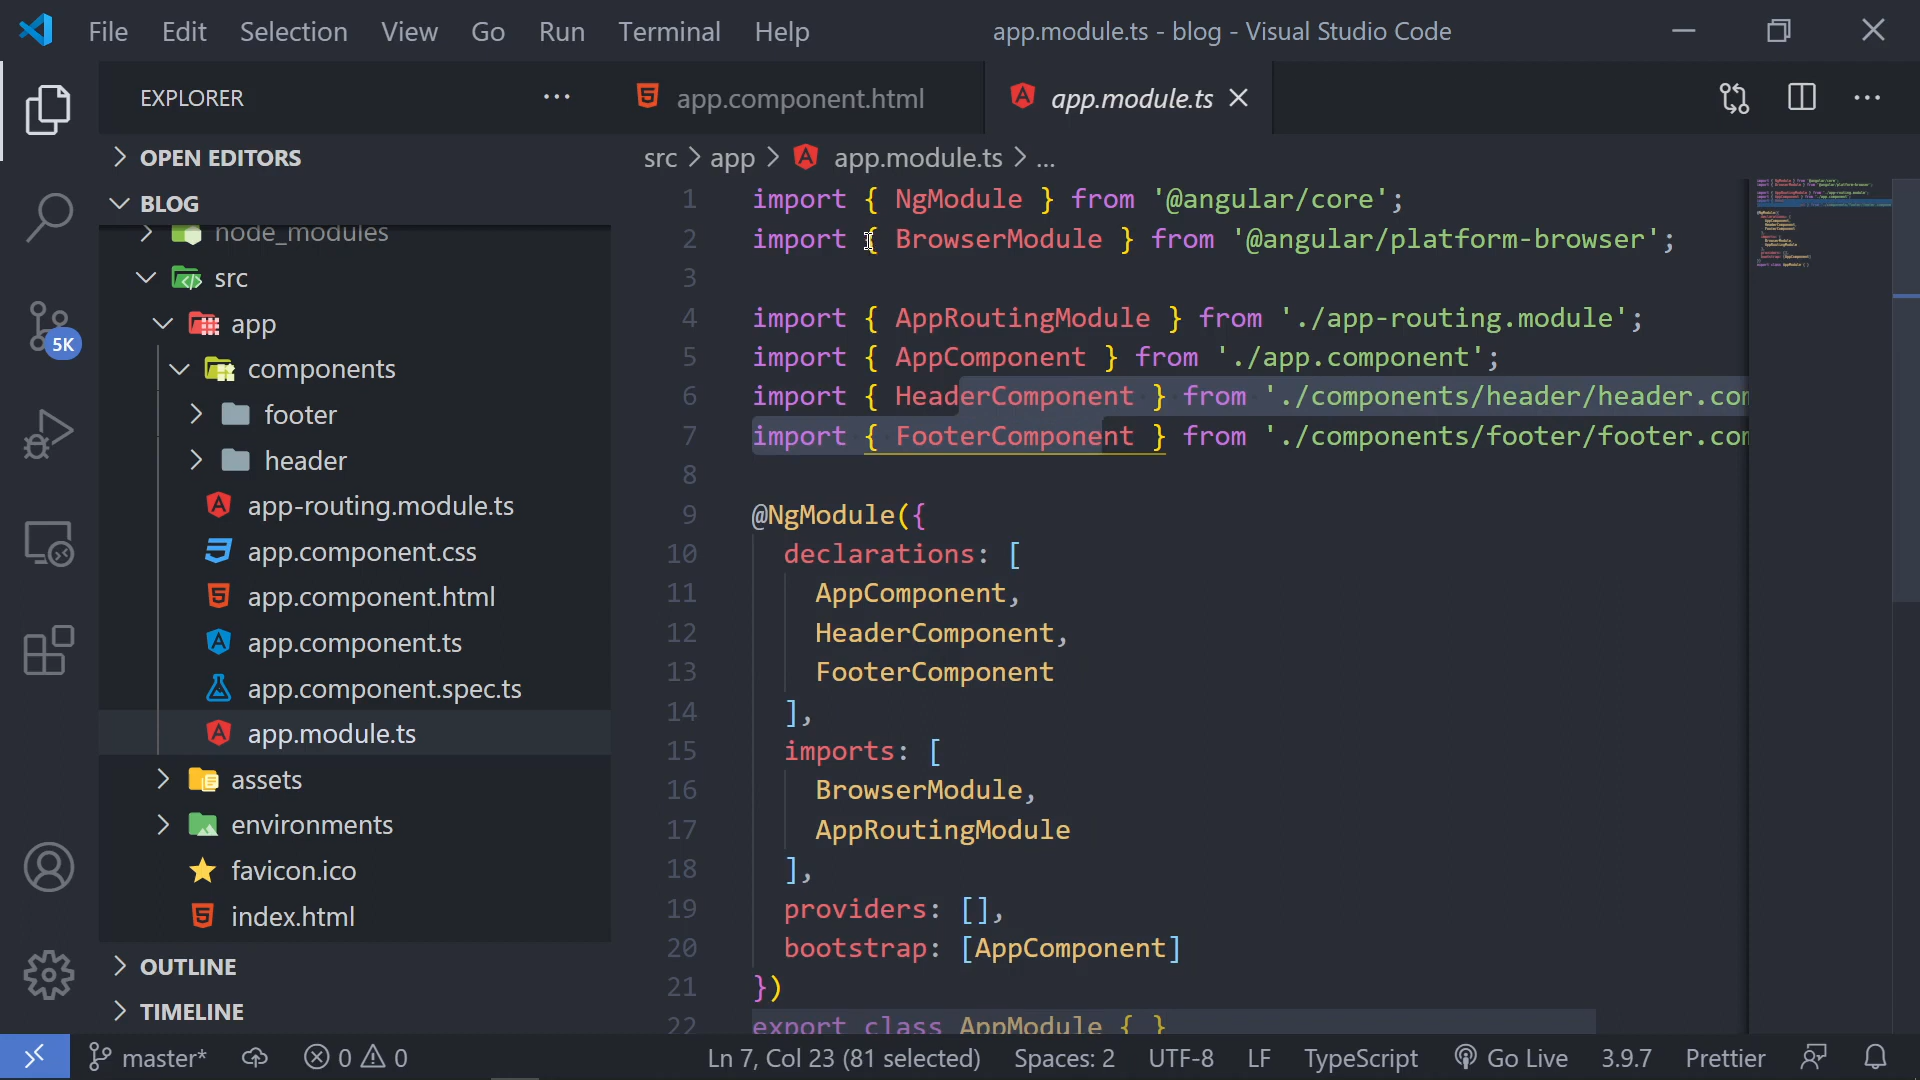 File Edit Selection View Go Run Terminal Help
app.module.ts - blog - Visual Studio Code
EXPLORER
app.component.html
app.module.ts
OPEN EDITORS
BLOG
node_modules
src
app
components
footer
header
app-routing.module.ts
app.component.css
app.component.html
app.component.ts
app.component.spec.ts
app.module.ts
assets
environments
favicon.ico
index.html
OUTLINE
TIMELINE
5K
src > app > app.module.ts > ...
1 import { NgModule } from '@angular/core';
2 import { BrowserModule } from '@angular/platform-browser';
3
4 import { AppRoutingModule } from './app-routing.module';
5 import { AppComponent } from './app.component';
6 import { HeaderComponent } from './components/header/header.com
7 import { FooterComponent } from './components/footer/footer.com
8
9 @NgModule({
10 declarations: [
11 AppComponent,
12 HeaderComponent,
13 FooterComponent
14 ],
15 imports: [
16 BrowserModule,
17 AppRoutingModule
18 ],
19 providers: [],
20 bootstrap: [AppComponent]
21 })
22 export class AppModule { }
master* 0 0 Ln 7, Col 23 (81 selected) Spaces: 2 UTF-8 LF TypeScript Go Live 3.9.7 Prettier